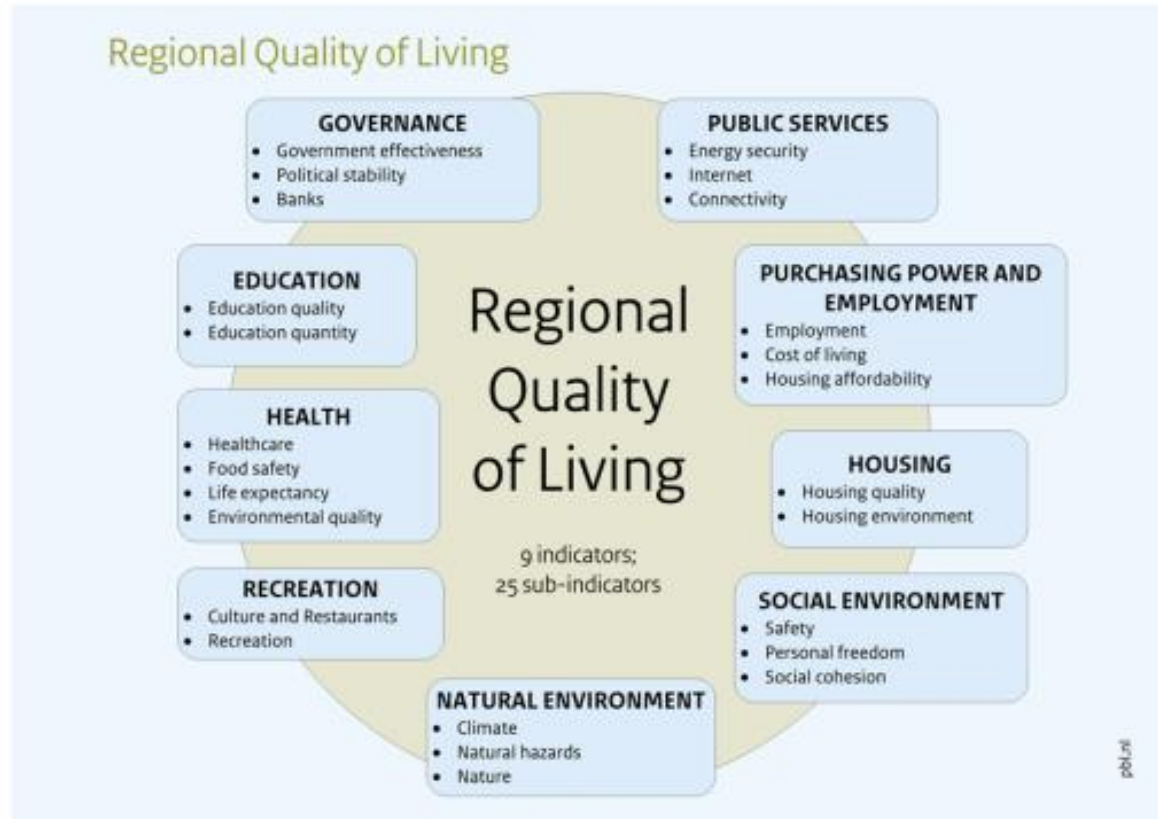 Regional Quality of Living
GOVERNANCE
• Government effectiveness
• Political stability
• Banks
PUBLIC SERVICES
• Energy security
• Internet
• Connectivity
EDUCATION
• Education quality
• Education quantity
PURCHASING POWER AND
EMPLOYMENT
• Employment
• Cost of living
• Housing affordability
Regional
Quality
of Living
9 indicators;
25 sub-indicators
HEALTH
• Healthcare
• Food safety
• Life expectancy
• Environmental quality
HOUSING
• Housing quality
• Housing environment
RECREATION
• Culture and Restaurants
• Recreation
SOCIAL ENVIRONMENT
• Safety
• Personal freedom
• Social cohesion
NATURAL ENVIRONMENT
• Climate
• Natural hazards
• Nature
pbl.nl